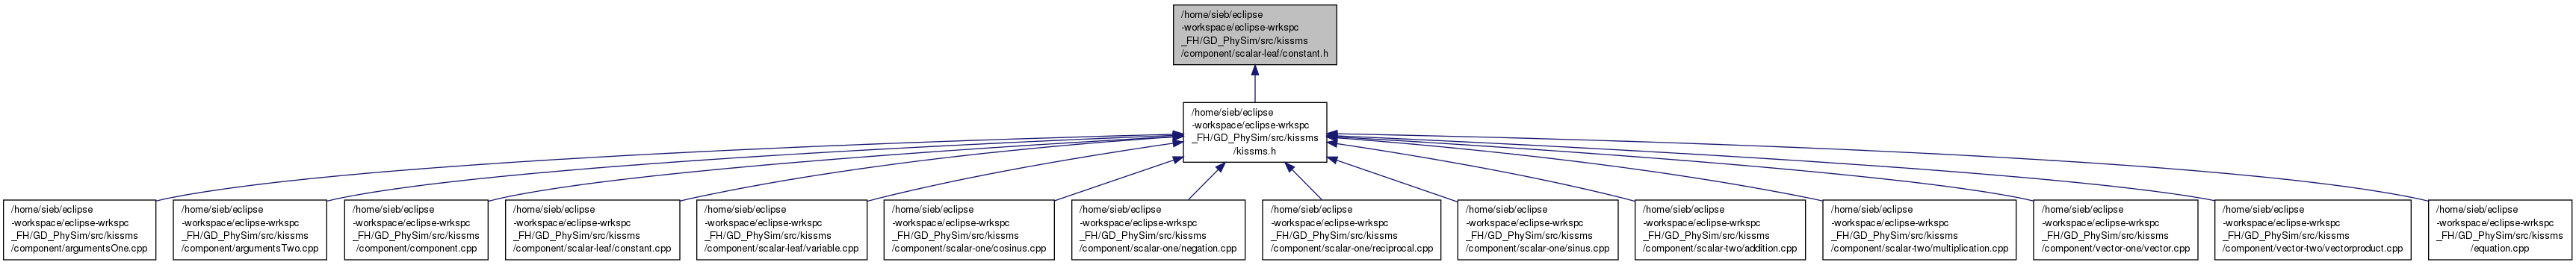 /home/sieb/eclipse
-workspace/eclipse-wrkspc
_FH/GD_PhySim/src/kissms
/component/scalar-leaf/constant.h
/home/sieb/eclipse
-workspace/eclipse-wrkspc
_FH/GD_PhySim/src/kissms
/kissms.h
/home/sieb/eclipse
-workspace/eclipse-wrkspc
_FH/GD_PhySim/src/kissms
/component/argumentsOne.cpp
/home/sieb/eclipse
-workspace/eclipse-wrkspc
_FH/GD_PhySim/src/kissms
/component/argumentsTwo.cpp
/home/sieb/eclipse
-workspace/eclipse-wrkspc
_FH/GD_PhySim/src/kissms
/component/component.cpp
/home/sieb/eclipse
-workspace/eclipse-wrkspc
_FH/GD_PhySim/src/kissms
/component/scalar-leaf/constant.cpp
/home/sieb/eclipse
-workspace/eclipse-wrkspc
_FH/GD_PhySim/src/kissms
/component/scalar-leaf/variable.cpp
/home/sieb/eclipse
-workspace/eclipse-wrkspc
_FH/GD_PhySim/src/kissms
/component/scalar-one/cosinus.cpp
/home/sieb/eclipse
-workspace/eclipse-wrkspc
_FH/GD_PhySim/src/kissms
/component/scalar-one/negation.cpp
/home/sieb/eclipse
-workspace/eclipse-wrkspc
_FH/GD_PhySim/src/kissms
/component/scalar-one/reciprocal.cpp
/home/sieb/eclipse
-workspace/eclipse-wrkspc
_FH/GD_PhySim/src/kissms
/component/scalar-one/sinus.cpp
/home/sieb/eclipse
-workspace/eclipse-wrkspc
_FH/GD_PhySim/src/kissms
/component/scalar-two/addition.cpp
/home/sieb/eclipse
-workspace/eclipse-wrkspc
_FH/GD_PhySim/src/kissms
/component/scalar-two/multiplication.cpp
/home/sieb/eclipse
-workspace/eclipse-wrkspc
_FH/GD_PhySim/src/kissms
/component/vector-one/vector.cpp
/home/sieb/eclipse
-workspace/eclipse-wrkspc
_FH/GD_PhySim/src/kissms
/component/vector-two/vectorproduct.cpp
/home/sieb/eclipse
-workspace/eclipse-wrkspc
_FH/GD_PhySim/src/kissms
/equation.cpp